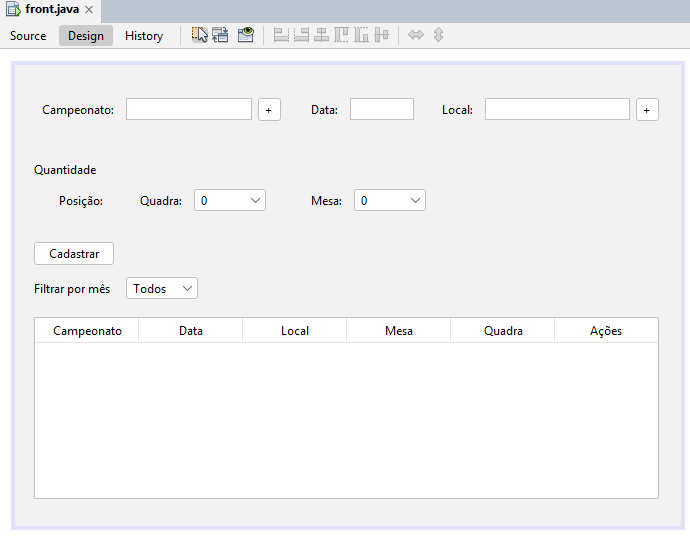 front.java
Source Design History
Campeonato: + Data: Local: +
Quantidade
Posição: Quadra: 0 Mesa: 0
Cadastrar
Filtrar por mês Todos
Campeonato Data Local Mesa Quadra Ações